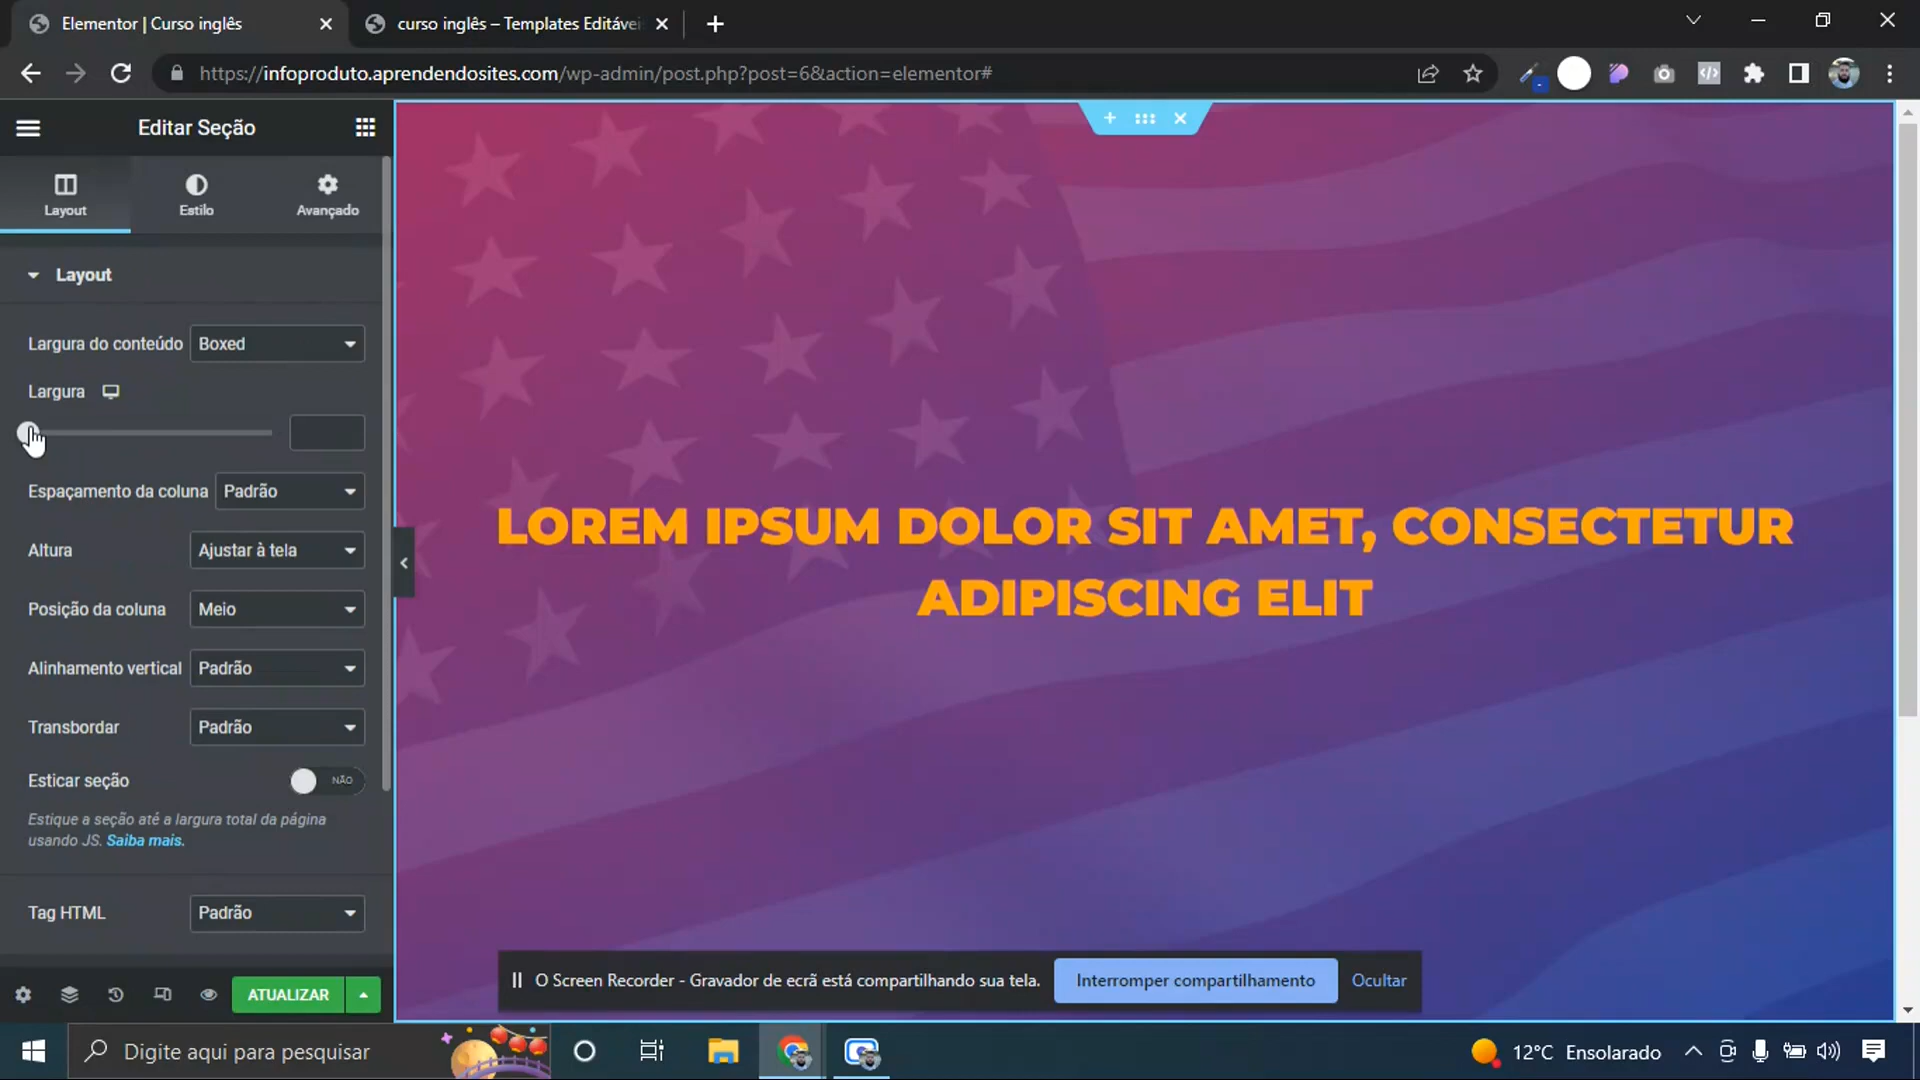 Elementor | Curso inglês
curso inglês – Templates Editávei
https://infoproduto.aprendendosites.com/wp-admin/post.php?post=6&action=elementor#
Editar Seção
Layout
Estilo
Avançado
Layout
Largura do conteúdo
Boxed
Largura
Espaçamento da coluna
Padrão
Altura
Ajustar à tela
Posição da coluna
Meio
Alinhamento vertical
Padrão
Transbordar
Padrão
Esticar seção
NÃO
Estique a seção até a largura total da página
usando JS. Saiba mais.
Tag HTML
Padrão
ATUALIZAR
LOREM IPSUM DOLOR SIT AMET, CONSECTETUR
ADIPISCING ELIT
O Screen Recorder - Gravador de ecrã está compartilhando sua tela.
Interromper compartilhamento
Ocultar
Digite aqui para pesquisar
12°C Ensolarado